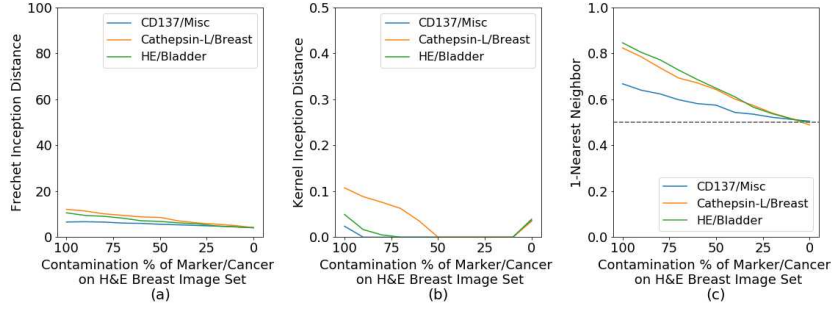 100
80
60
40
20
0
Frechet Inception Distance
CD137/Misc
Cathepsin-L/Breast
HE/Bladder
100 75 50 25 0
Contamination % of Marker/Cancer
on H&E Breast Image Set
(a)
0.5
0.4
0.3
0.2
0.1
0.0
Kernel Inception Distance
CD137/Misc
Cathepsin-L/Breast
HE/Bladder
100 75 50 25 0
Contamination % of Marker/Cancer
on H&E Breast Image Set
(b)
1.0
0.8
0.6
0.4
0.2
0.0
1-Nearest Neighbor
CD137/Misc
Cathepsin-L/Breast
HE/Bladder
100 75 50 25 0
Contamination % of Marker/Cancer
on H&E Breast Image Set
(c)